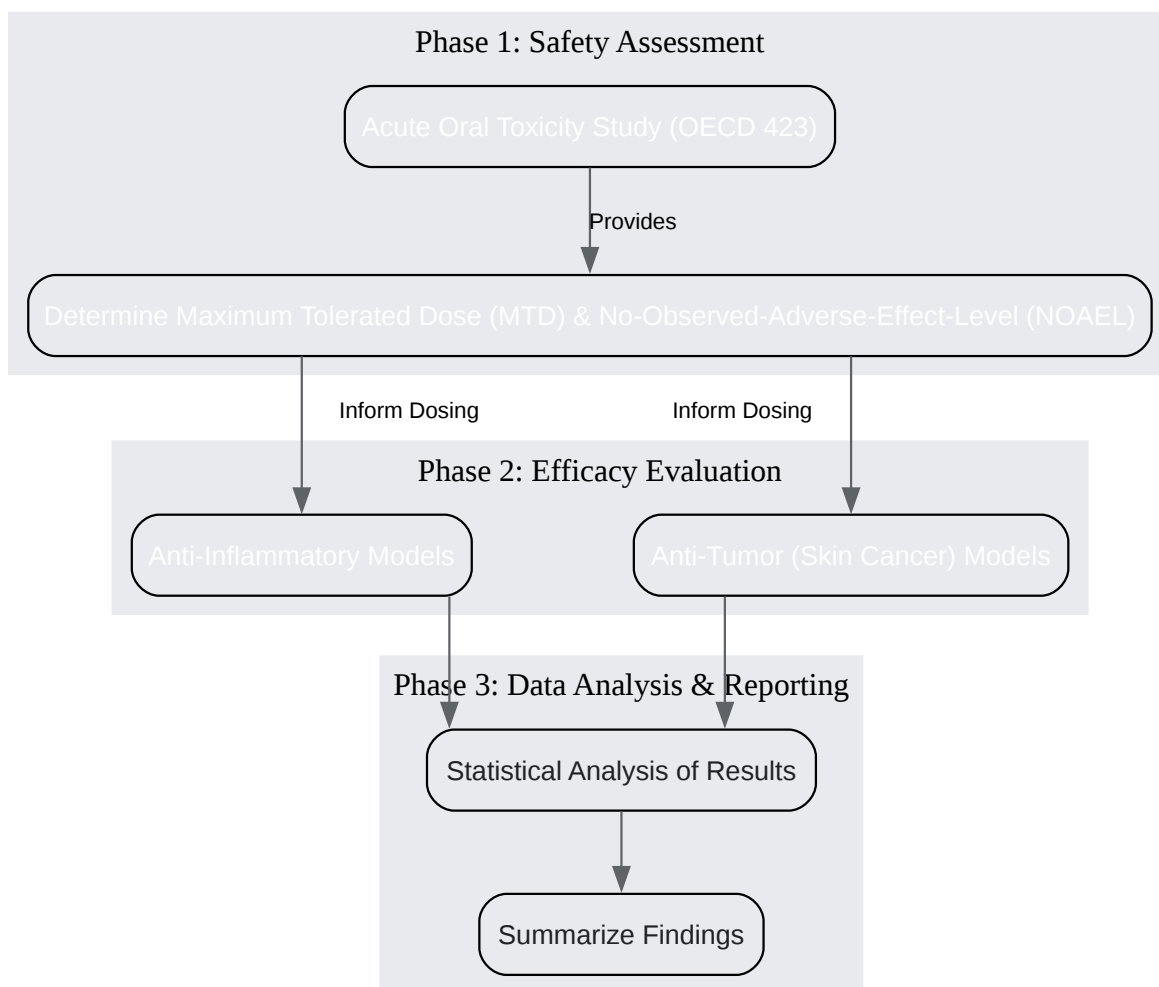 Phase 1: Safety Assessment
Acute Oral Toxicity Study (OECD 423)
Provides
Determine Maximum Tolerated Dose (MTD) & No-Observed-Adverse-Effect-Level (NOAEL)
Inform Dosing
Inform Dosing
Phase 2: Efficacy Evaluation
Anti-Inflammatory Models
Anti-Tumor (Skin Cancer) Models
Phase 3: Data Analysis & Reporting
Statistical Analysis of Results
Summarize Findings